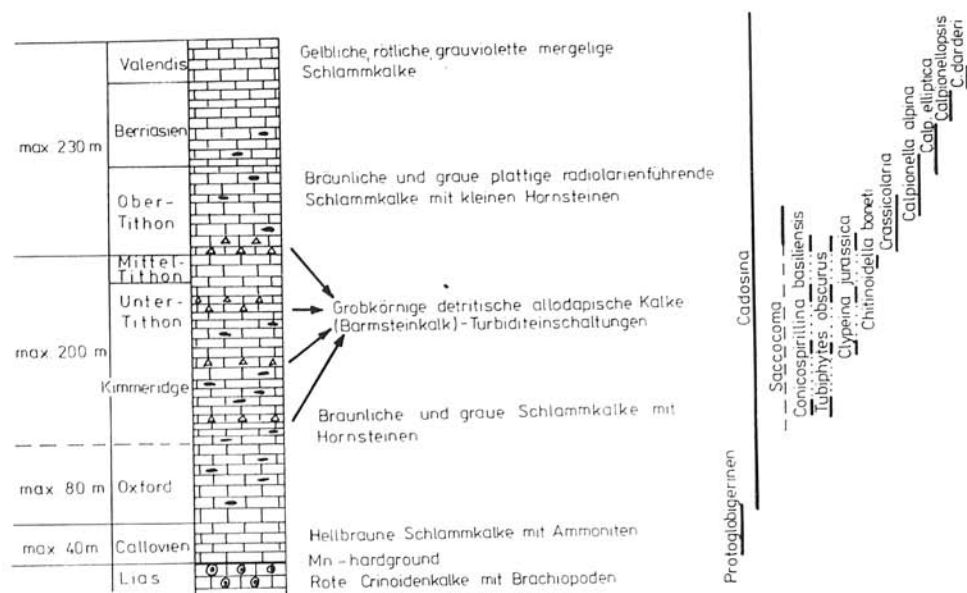 Valendis
Gelbliche, rötliche, grauviolette mergelige
Schlammkalke
Berriasien
max. 230 m
Ober-
Tithon
Bräunliche und graue plattige radiolarienführende
Schlammkalke mit kleinen Hornsteinen
Mittel-
Tithon
Unter-
Tithon
Grobkörnige detritische allodapische Kalke
(Barmsteinkalk)-Turbiditeinschaltungen
max. 200 m
Kimmeridge
Braunliche und graue Schlammkalke mit
Hornsteinen
max 80 m
Oxford
Hellbraune Schlammkalke mit Ammoniten
max 40m
Callovien
Mn-hardground
Lias
Rote Crinoidenkalke mit Brachiopoden
Protoglobigerinen
Cadosina
Saccocoma
Conicospirillina basiliensis
Tubiphytes obscurus
Clypeina jurassica
Chitinoidella boneti
Crassicolaria
Calpionella alpina
Calp. elliptica
Calpionellopsis
C. darderi